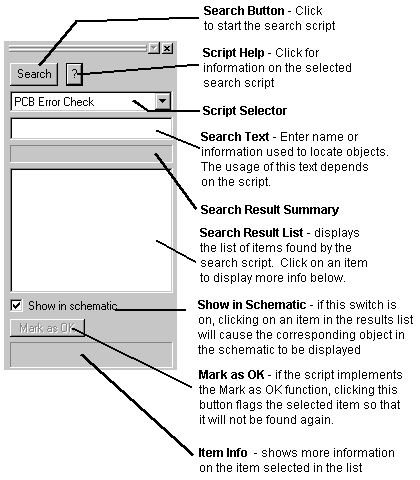 Search Button - Click
to start the search script
Script Help - Click for
information on the selected
search script
Search
?
PCB Error Check
Script Selector
Search Text - Enter name or
information used to locate objects.
The usage of this text depends
on the script.
Search Result Summary
Search Result List - displays
the list of items found by the
search script. Click on an item
to display more info below.
Show in schematic
Show in Schematic - if this switch is
on, clicking on an item in the results list
will cause the corresponding object in
the schematic to be displayed
Mark as OK
Mark as OK - if the script implements
the Mark as OK function, clicking this
button flags the selected item so that
it will not be found again.
Item Info - shows more information
on the item selected in the list